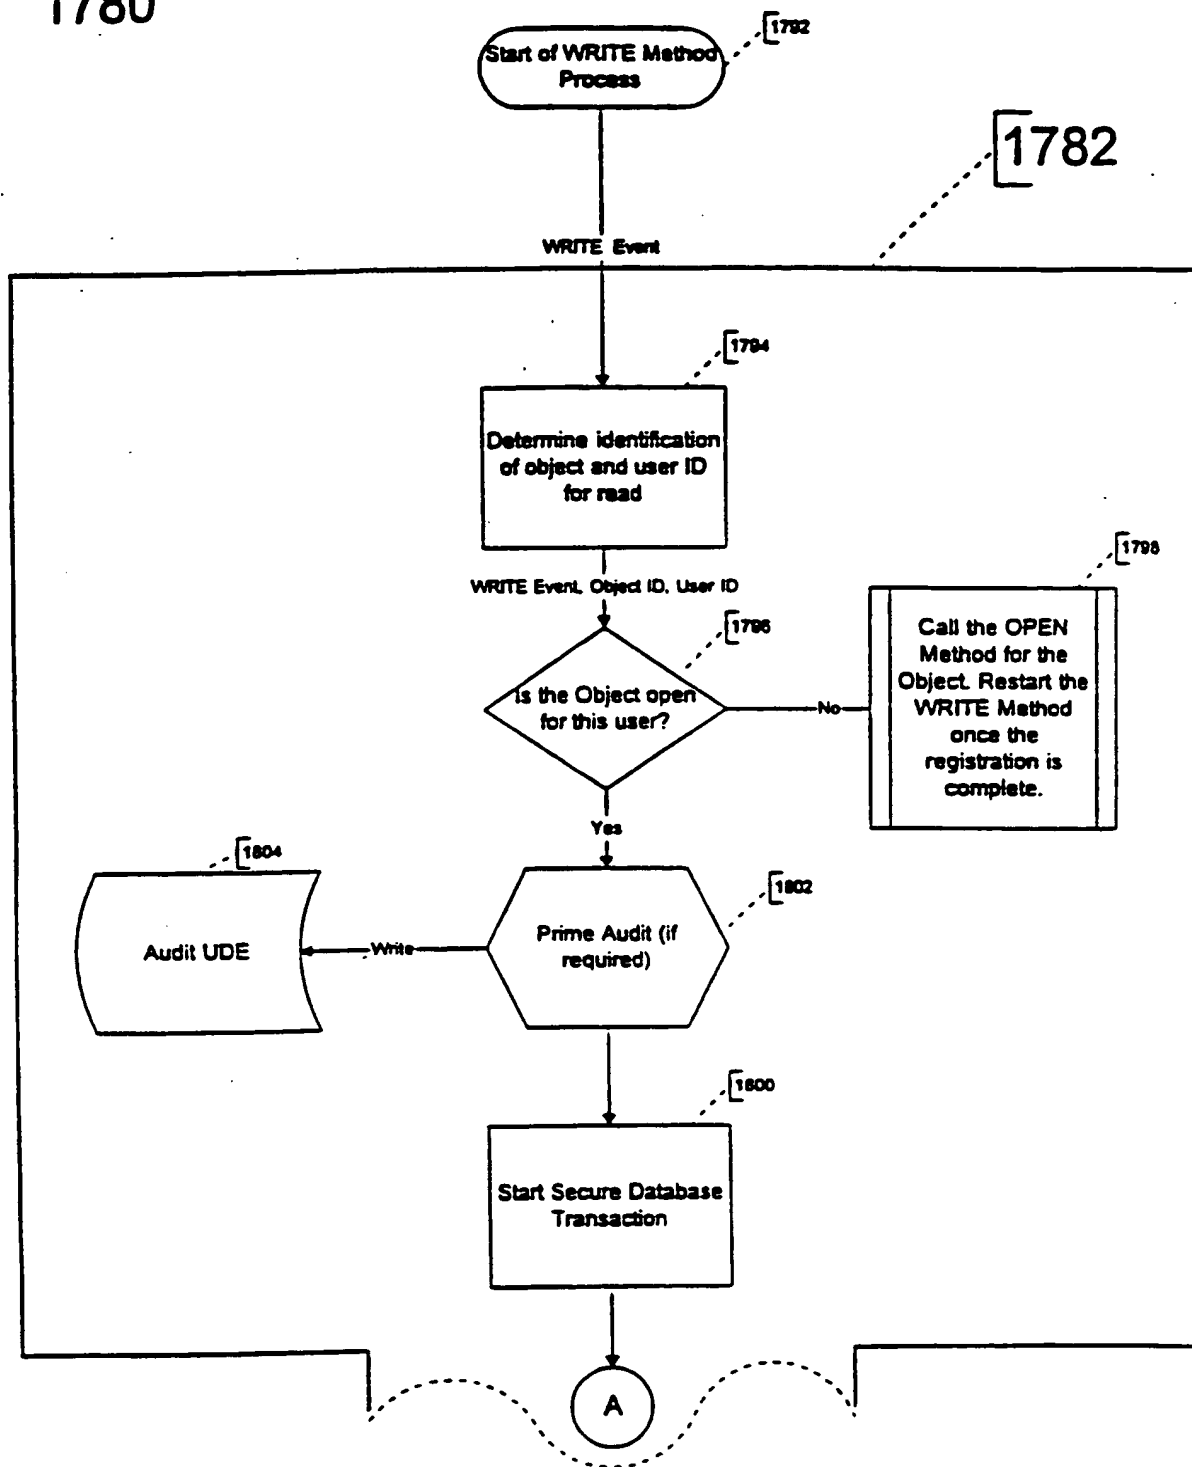 1780
Start of WRITE Method
Process
1792
1782
WRITE Event
1794
Determine identification
of object and user ID
for read
WRITE Event, Object ID, User ID
1796
1798
Is the Object open
for this user?
No
Call the OPEN
Method for the
Object. Restart the
WRITE Method
once the
registration is
complete.
Yes
1804
1802
Audit UDE
Write
Prime Audit (if
required)
1800
Start Secure Database
Transaction
A